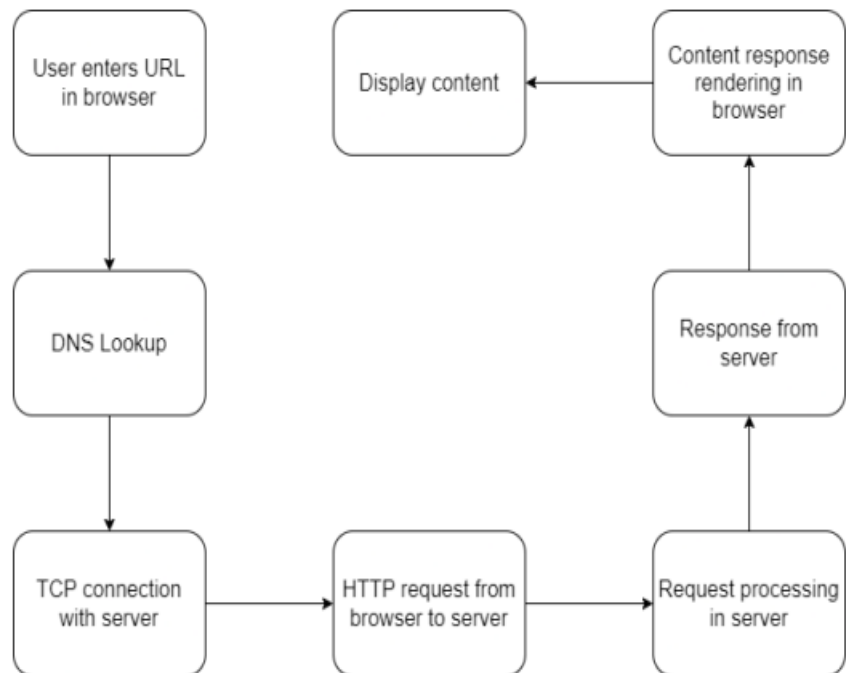 User enters URL
in browser
DNS Lookup
TCP connection
with server
HTTP request from
browser to server
Request processing
in server
Response from
server
Content response
rendering in
browser
Display content